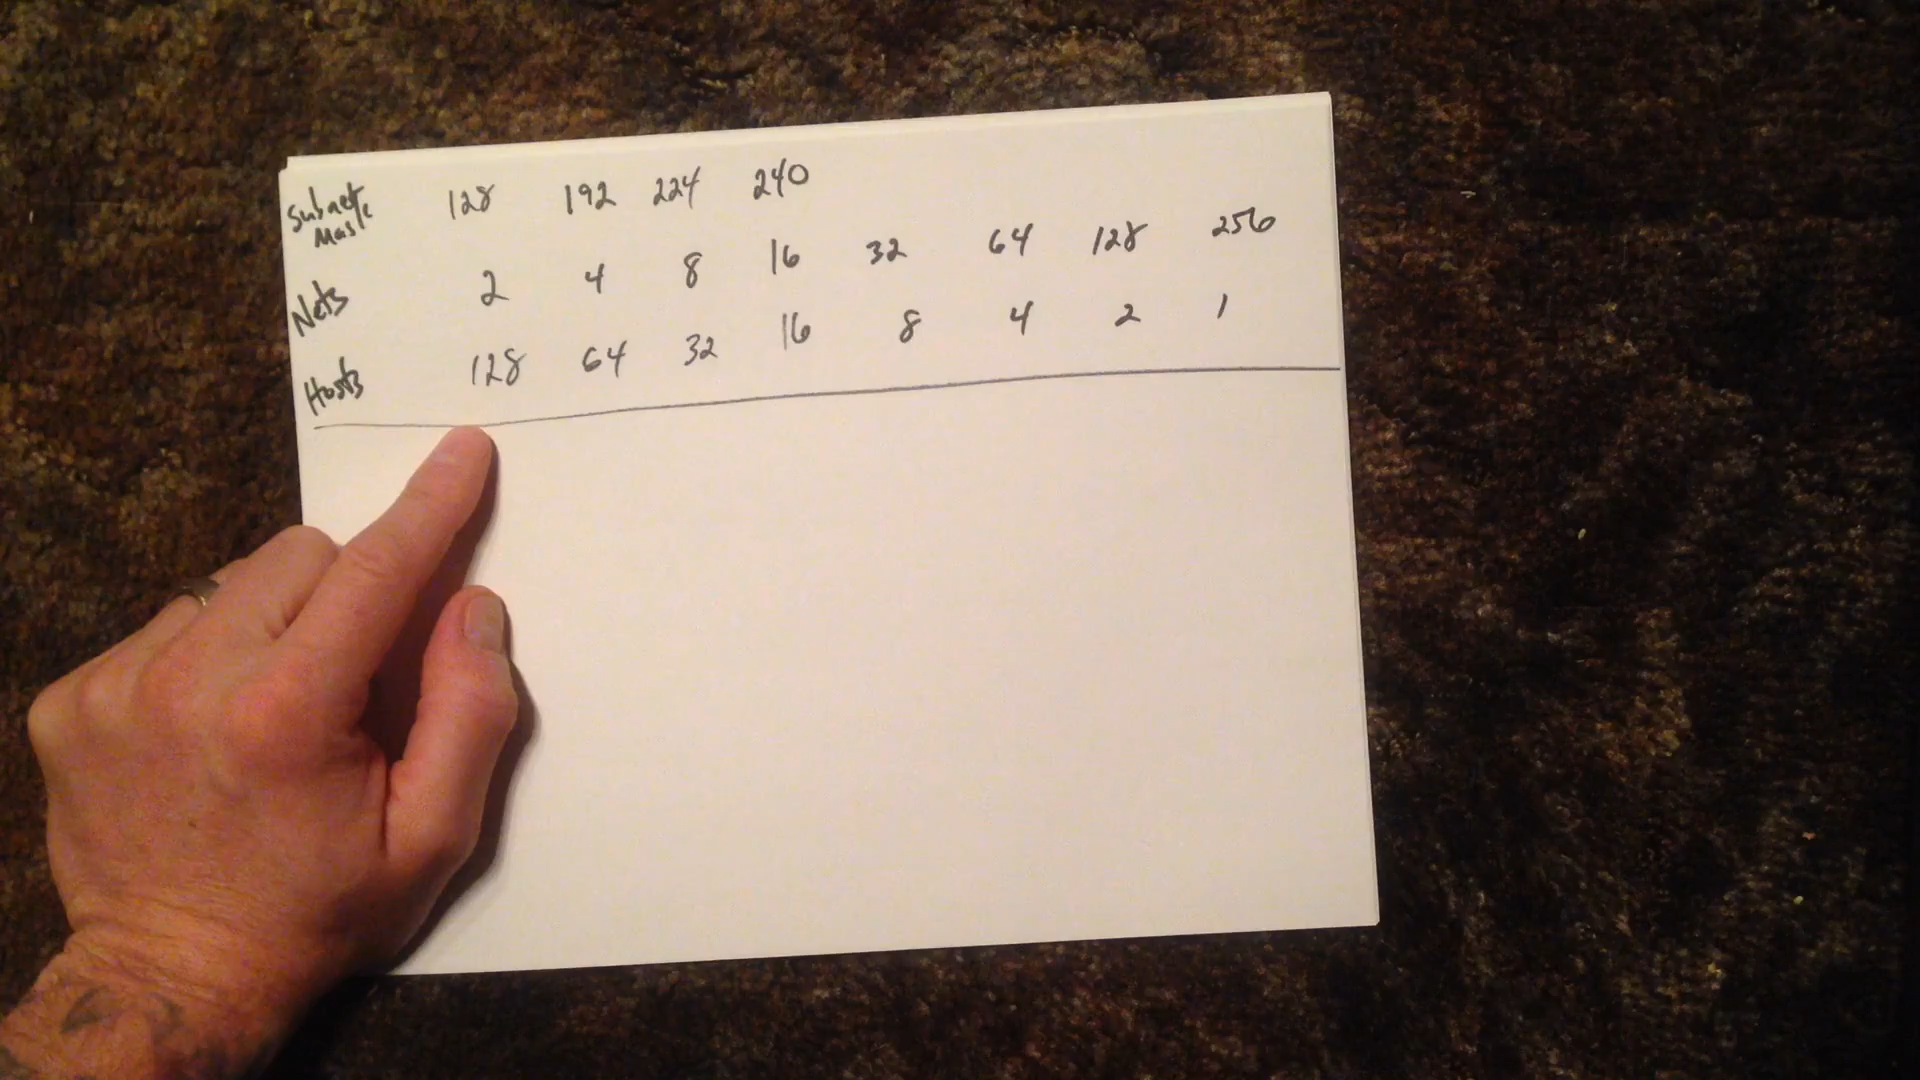 Subnet Mask 128 192 224 240
Nets 2 4 8 16 32 64 128 256
Hosts 128 64 32 16 8 4 2 1